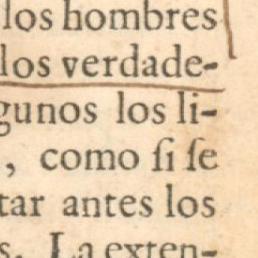 los hombres
los verdade-
gunos los li-
, como ſi ſe
tar antes los
s. La exten-